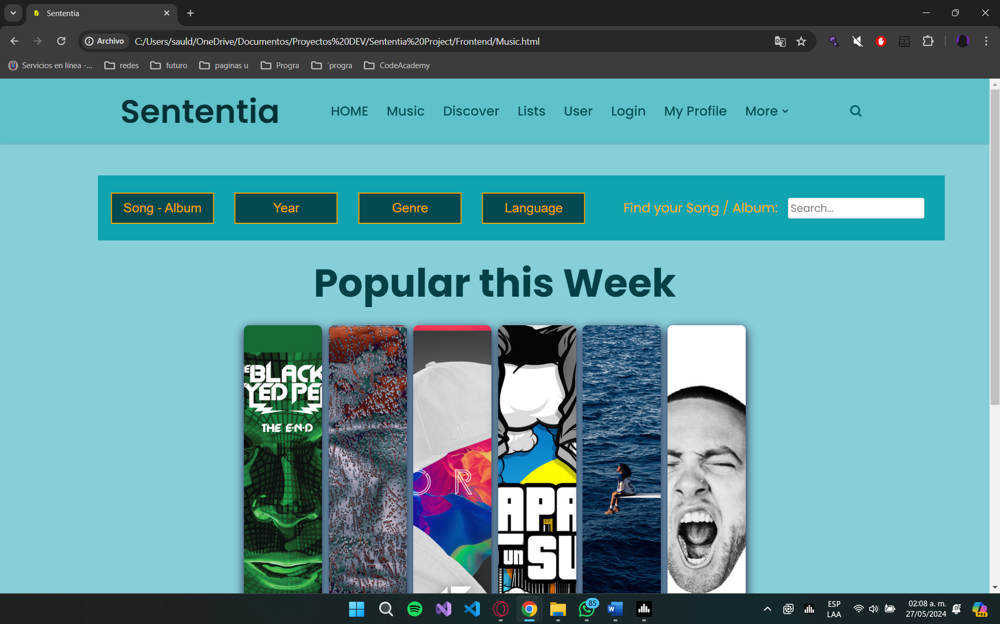 Sententia
Archivo
C:/Users/sauld/OneDrive/Documentos/Proyectos%20DEV/Sententia%20Project/Frontend/Music.html
Servicios en línea -...
redes
futuro
paginas u
Progra
´progra
CodeAcademy
Sententia
HOME
Music
Discover
Lists
User
Login
My Profile
More
Song - Album
Year
Genre
Language
Find your Song / Album:
Search...
Popular this Week
BLACK
YED PE
THE E·N·D
O R
APA
un SU
85
ESP
LAA
02:08 a. m.
27/05/2024
PRE